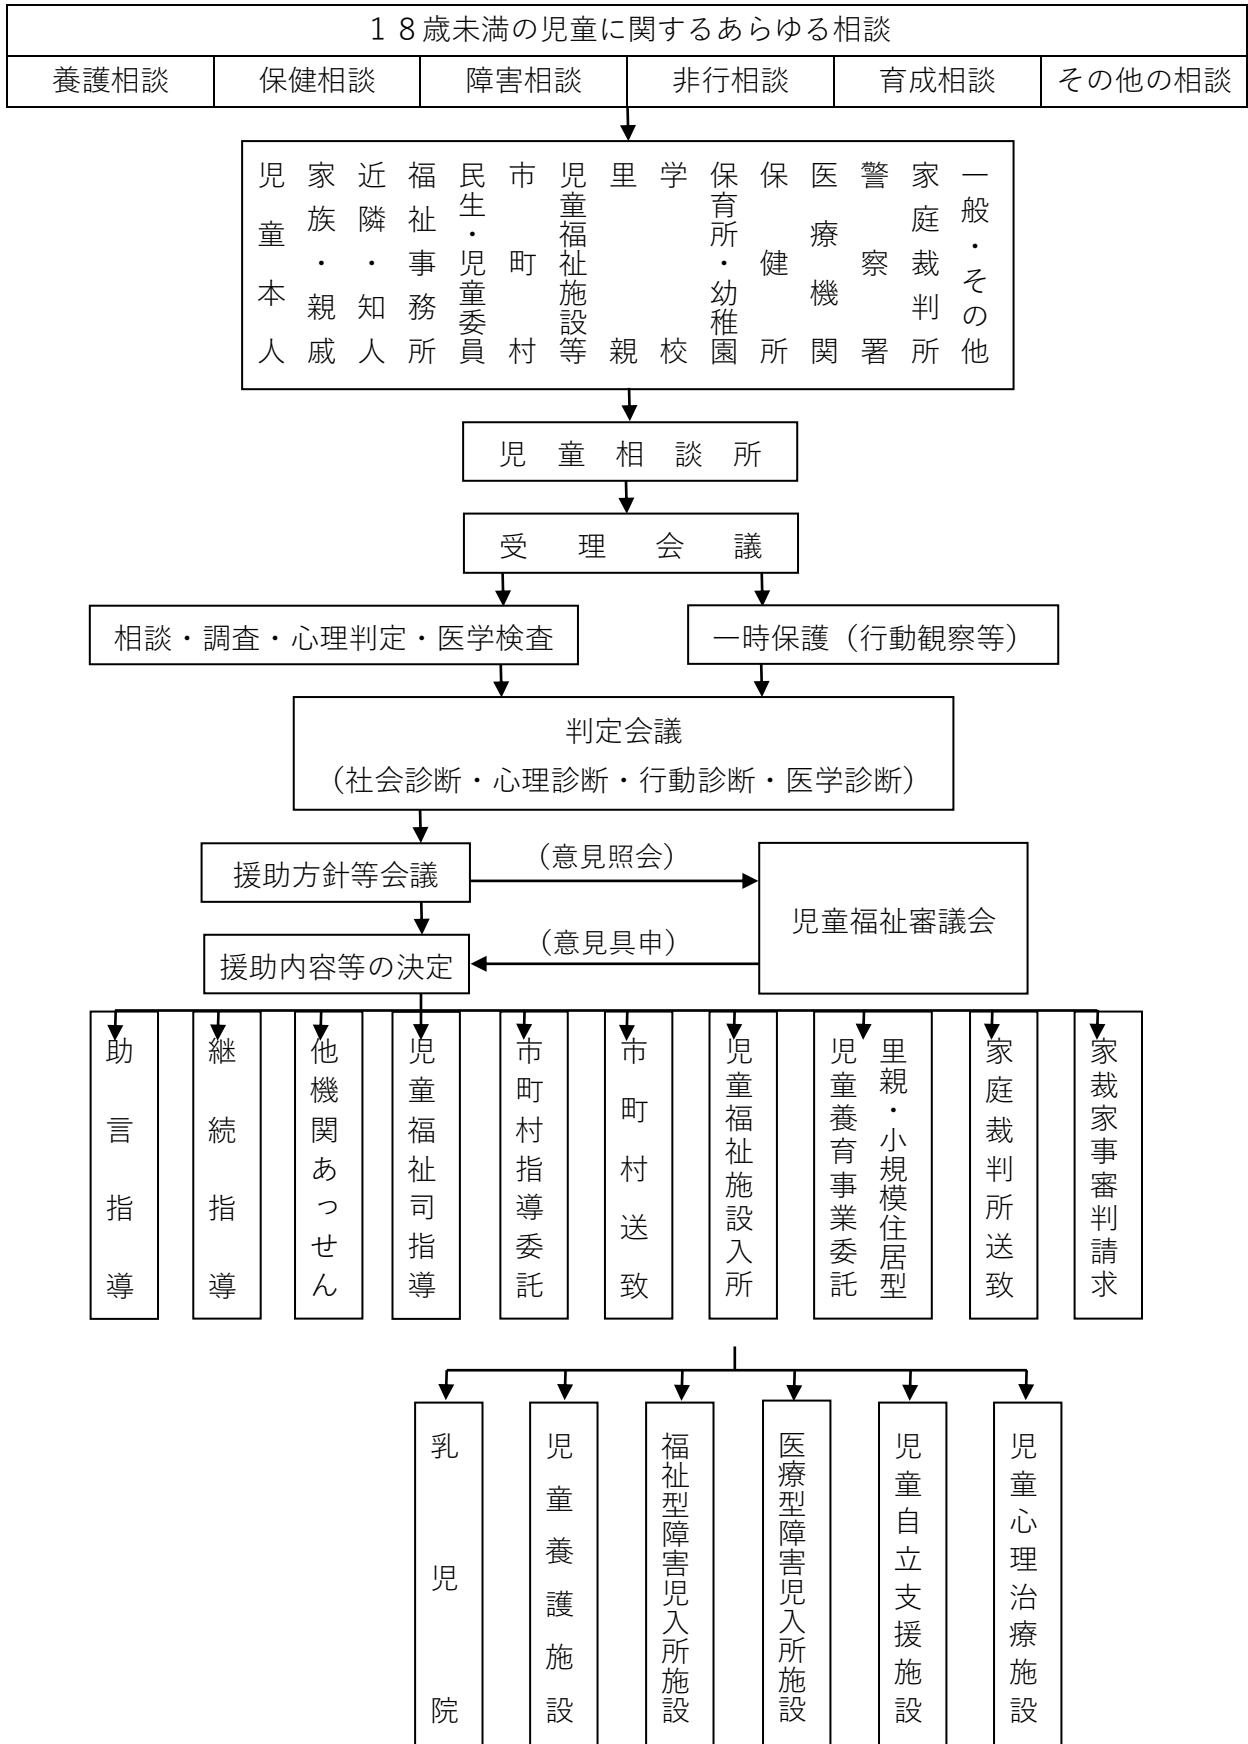 １８歳未満の児童に関するあらゆる相談
養護相談
保健相談
障害相談
非行相談
育成相談
その他の相談
児童本人
家族・親戚
近隣・知人
福祉事務所
民生・児童委員
市町村
児童福祉施設等
里親
学校
保育所・幼稚園
保健所
医療機関
警察署
家庭裁判所
一般・その他
児童相談所
受理会議
相談・調査・心理判定・医学検査
一時保護（行動観察等）
判定会議
（社会診断・心理診断・行動診断・医学診断）
援助方針等会議
（意見照会）
児童福祉審議会
（意見具申）
援助内容等の決定
助言指導
継続指導
他機関あっせん
児童福祉司指導
市町村指導委託
市町村送致
児童福祉施設入所
里親・小規模住居型
児童養育事業委託
家庭裁判所送致
家裁家事審判請求
乳児院
児童養護施設
福祉型障害児入所施設
医療型障害児入所施設
児童自立支援施設
児童心理治療施設